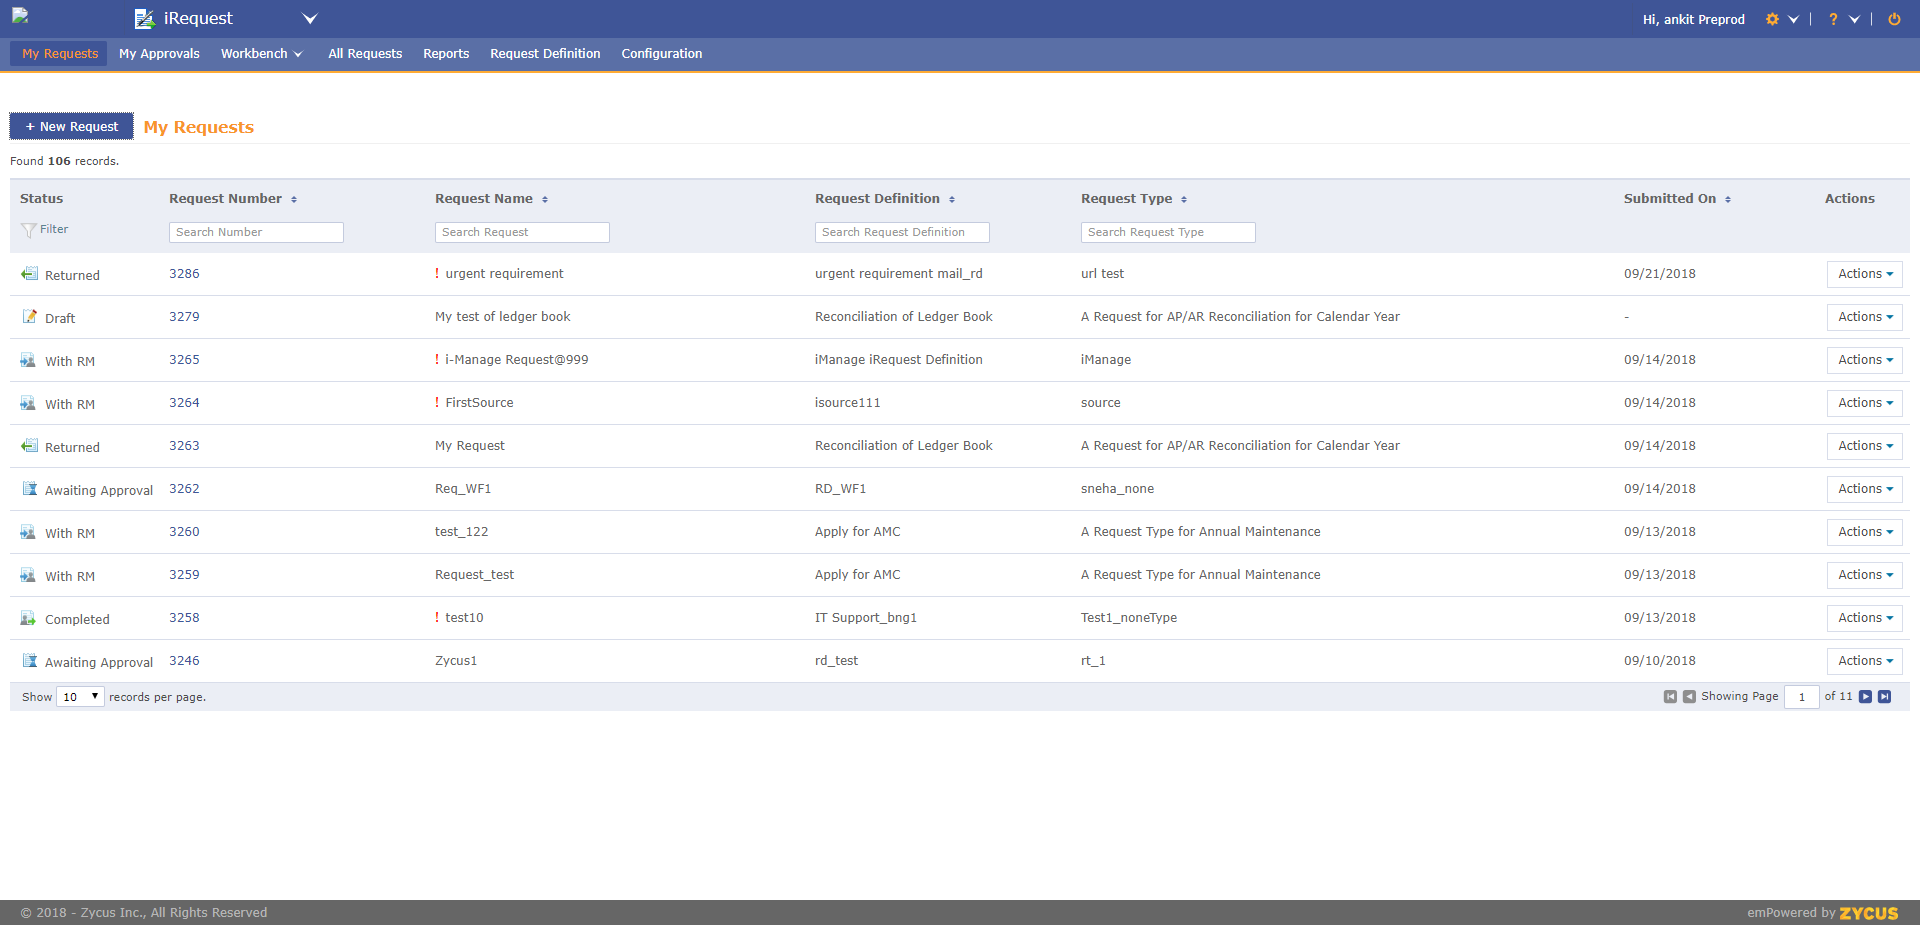 iRequest
Hi, ankit Preprod | ? |
My Requests My Approvals Workbench All Requests Reports Request Definition Configuration
+ New Request My Requests
Found 106 records.
Status Request Number Request Name Request Definition Request Type Submitted On Actions
Filter Search Number Search Request Search Request Definition Search Request Type
Returned 3286 ! urgent requirement urgent requirement mail_rd url test 09/21/2018 Actions
Draft 3279 My test of ledger book Reconciliation of Ledger Book A Request for AP/AR Reconciliation for Calendar Year - Actions
With RM 3265 ! i-Manage Request@999 iManage iRequest Definition iManage 09/14/2018 Actions
With RM 3264 ! FirstSource isource111 source 09/14/2018 Actions
Returned 3263 My Request Reconciliation of Ledger Book A Request for AP/AR Reconciliation for Calendar Year 09/14/2018 Actions
Awaiting Approval 3262 Req_WF1 RD_WF1 sneha_none 09/14/2018 Actions
With RM 3260 test_122 Apply for AMC A Request Type for Annual Maintenance 09/13/2018 Actions
With RM 3259 Request_test Apply for AMC A Request Type for Annual Maintenance 09/13/2018 Actions
Completed 3258 ! test10 IT Support_bng1 Test1_noneType 09/13/2018 Actions
Awaiting Approval 3246 Zycus1 rd_test rt_1 09/10/2018 Actions
Show 10 records per page. Showing Page 1 of 11
© 2018 - Zycus Inc., All Rights Reserved emPowered by ZYCUS